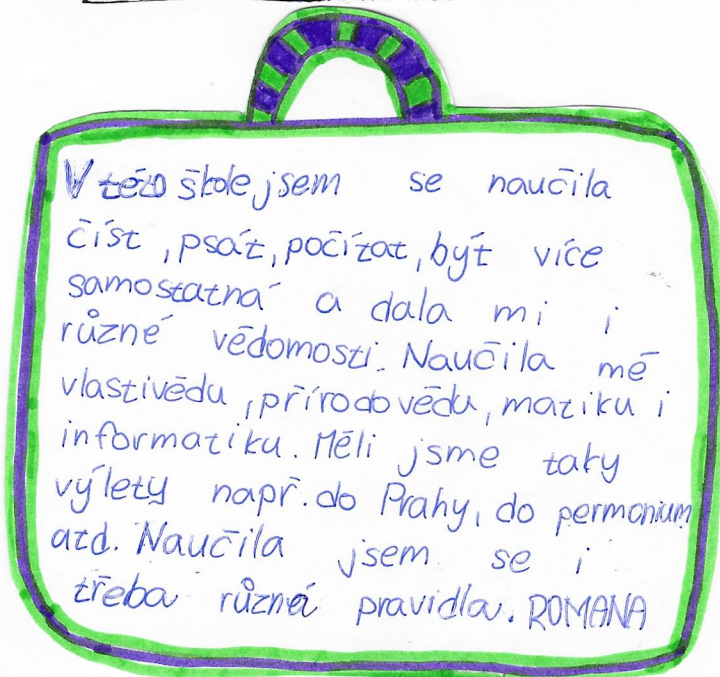 V této škole jsem se naučila
číst, psát, počítat, být více
samostatná a dala mi i
různé vědomosti. Naučila mě
vlastivědu, přírodovědu, matiku i
informatiku. Měli jsme taky
výlety např. do Prahy, do permonium
atd. Naučila jsem se i
třeba různá pravidla. ROMANA